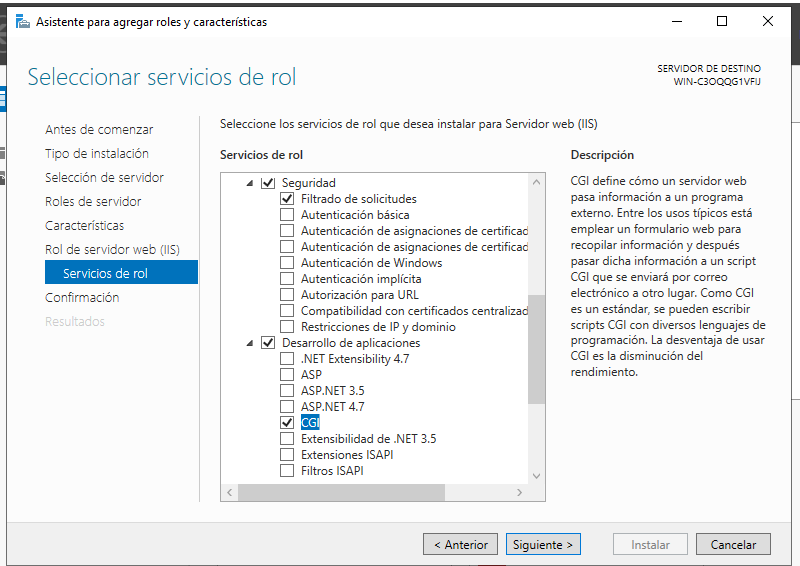 Asistente para agregar roles y características
Seleccionar servicios de rol
SERVIDOR DE DESTINO
WIN-C3OQQG1VFIJ
Antes de comenzar
Tipo de instalación
Selección de servidor
Roles de servidor
Características
Rol de servidor web (IIS)
Servicios de rol
Confirmación
Resultados
Seleccione los servicios de rol que desea instalar para Servidor web (IIS)
Servicios de rol
Seguridad
Filtrado de solicitudes
Autenticación básica
Autenticación de asignaciones de certificad
Autenticación de asignaciones de certificad
Autenticación de Windows
Autenticación implícita
Autorización para URL
Compatibilidad con certificados centralizad
Restricciones de IP y dominio
Desarrollo de aplicaciones
.NET Extensibility 4.7
ASP
ASP.NET 3.5
ASP.NET 4.7
CGI
Extensibilidad de .NET 3.5
Extensiones ISAPI
Filtros ISAPI
Descripción
CGI define cómo un servidor web
pasa información a un programa
externo. Entre los usos típicos está
emplear un formulario web para
recopilar información y después
pasar dicha información a un script
CGI que se enviará por correo
electrónico a otro lugar. Como CGI
es un estándar, se pueden escribir
scripts CGI con diversos lenguajes de
programación. La desventaja de usar
CGI es la disminución del
rendimiento.
< Anterior
Siguiente >
Instalar
Cancelar